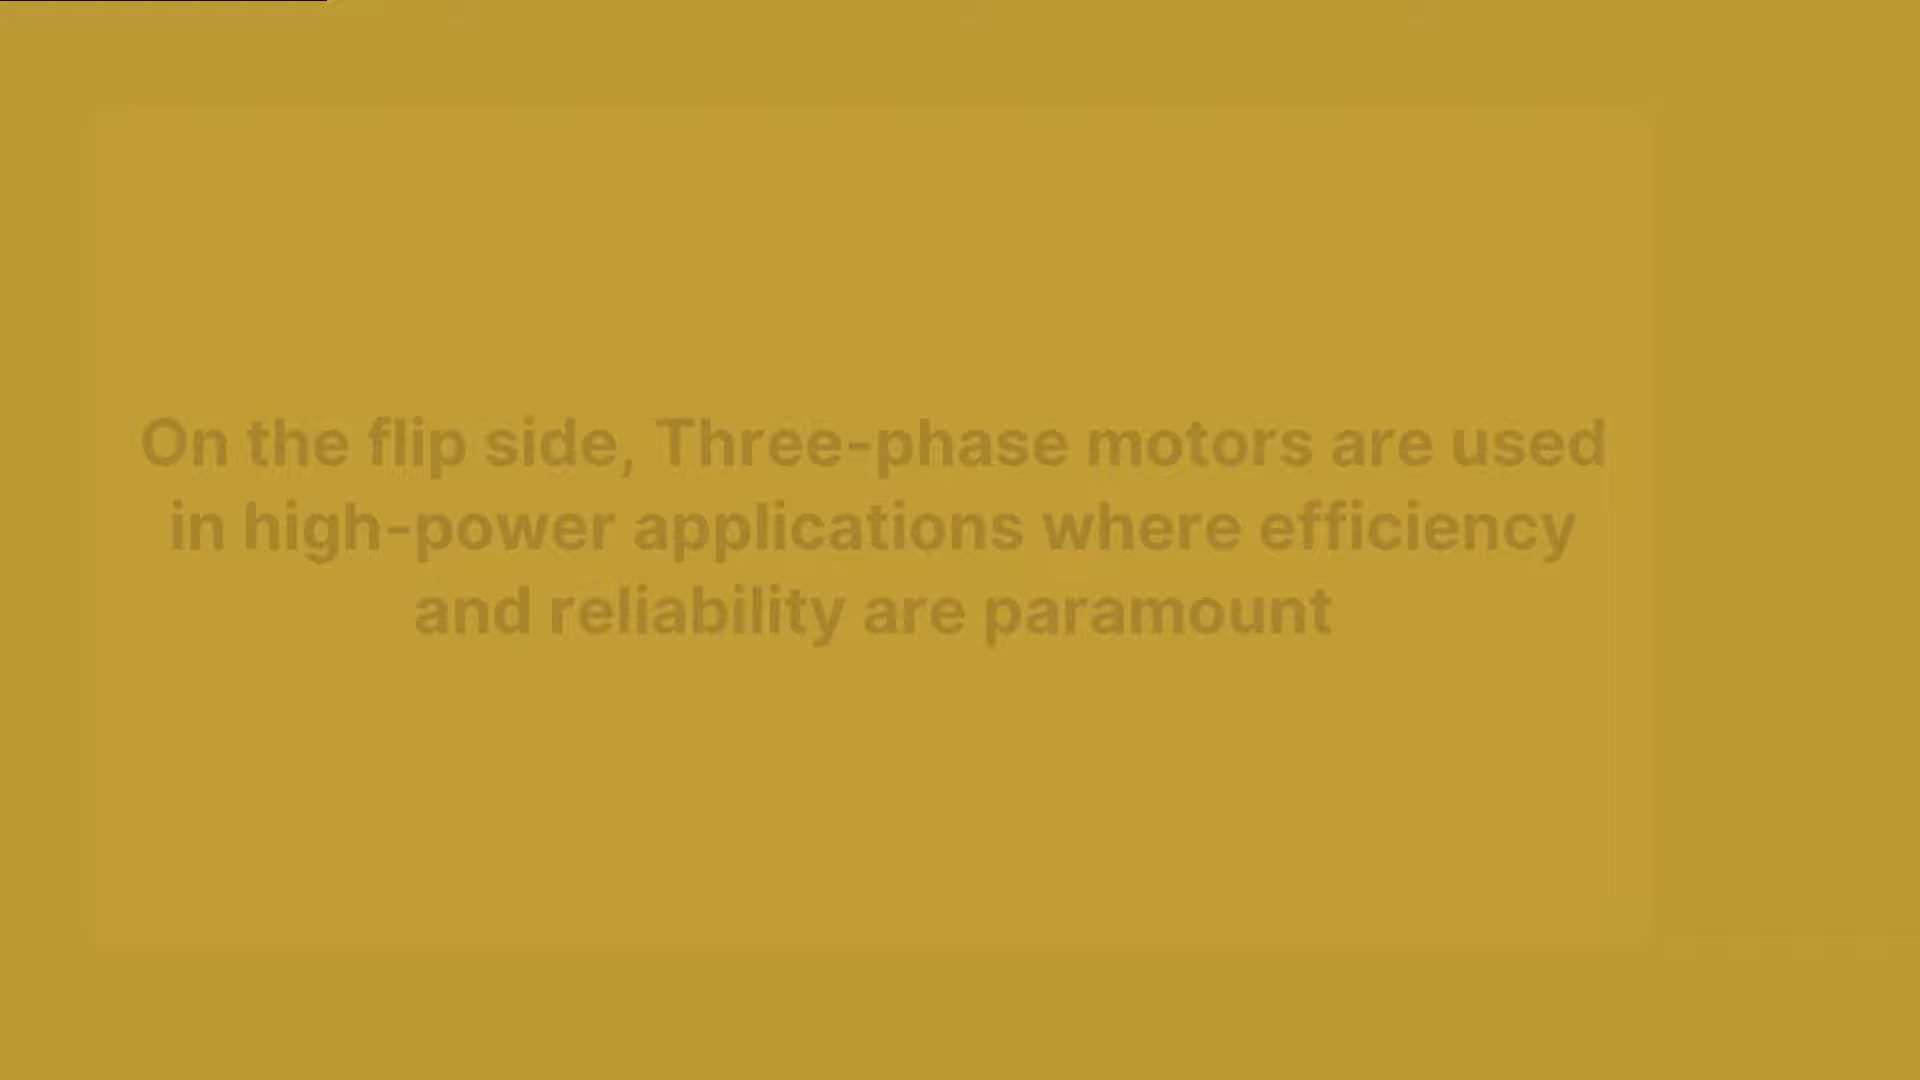 On the flip side, Three-phase motors are used
in high-power applications where efficiency
and reliability are paramount